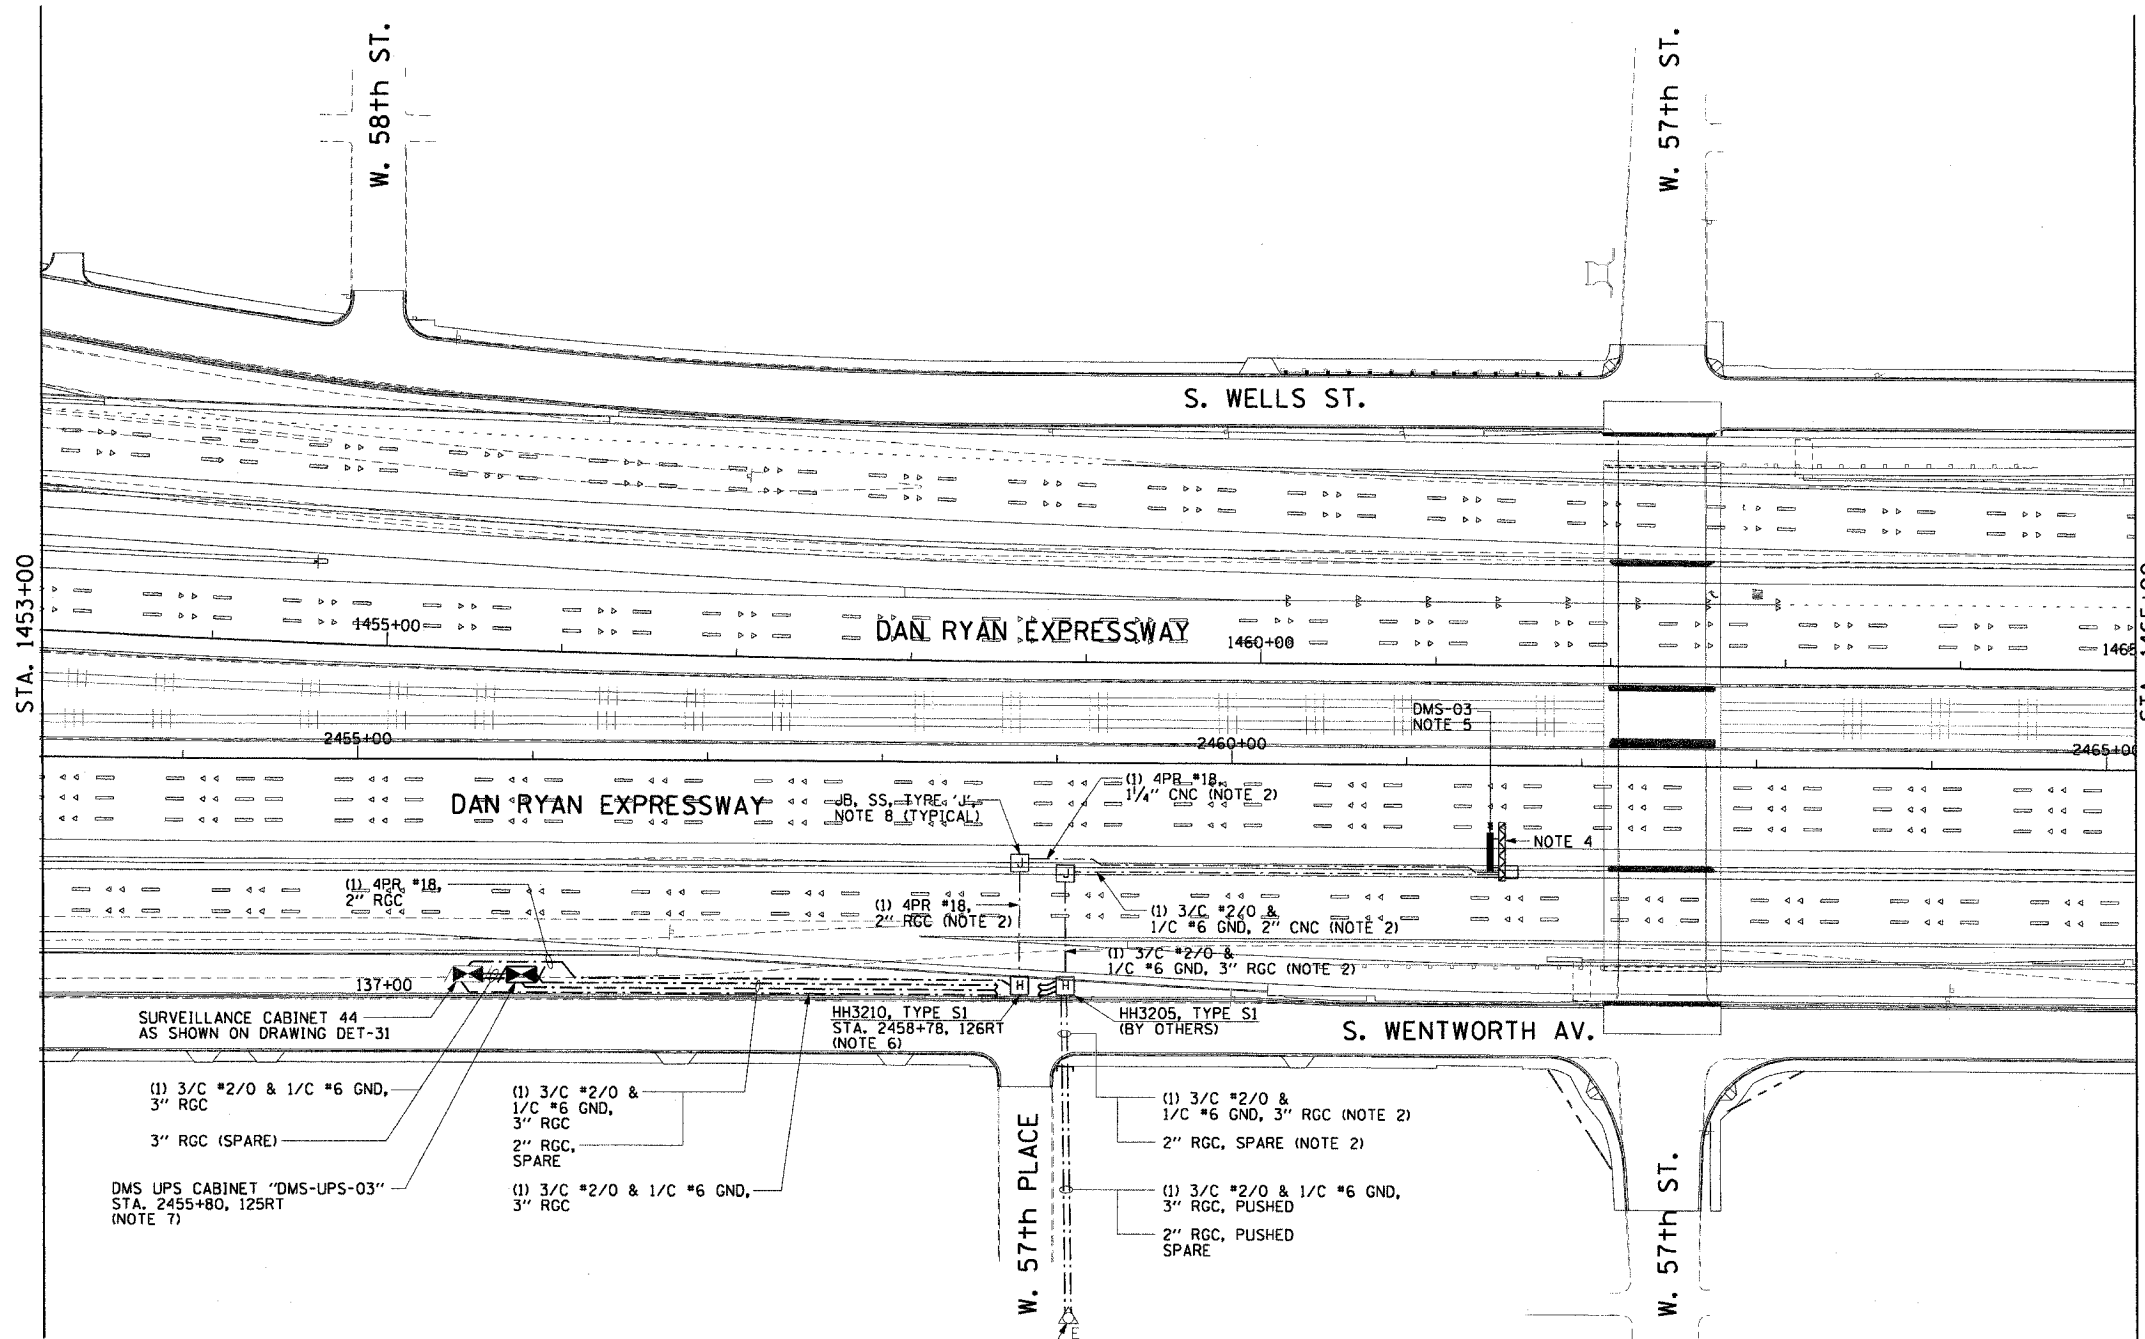 W. 58th ST.
W. 57th ST.
S. WELLS ST.
STA. 1453+00
1455+00
DAN RYAN EXPRESSWAY
1460+00
DMS-03
NOTE 5
2455+00
2460+00
2465+00
DAN RYAN EXPRESSWAY
JB, SS, TYPE 'J',
NOTE 8 (TYPICAL)
(1) 4PR #18,
1¼" CNC (NOTE 2)
NOTE 4
J
J
(1) 4PR #18,
2" RGC
(1) 4PR #18,
2" RGC (NOTE 2)
(1) 3/C #2/0 &
1/C #6 GND, 2" CNC (NOTE 2)
(1) 3/C #2/0 &
1/C #6 GND, 3" RGC (NOTE 2)
137+00
H
H
SURVEILLANCE CABINET 44
AS SHOWN ON DRAWING DET-31
HH3210, TYPE S1
STA. 2458+78, 126RT
(NOTE 6)
HH3205, TYPE S1
(BY OTHERS)
S. WENTWORTH AV.
(1) 3/C #2/0 & 1/C #6 GND,
3" RGC
3" RGC (SPARE)
DMS UPS CABINET "DMS-UPS-03"
STA. 2455+80, 125RT
(NOTE 7)
(1) 3/C #2/0 &
1/C #6 GND,
3" RGC
2" RGC,
SPARE
(1) 3/C #2/0 & 1/C #6 GND,
3" RGC
W. 57th PLACE
(1) 3/C #2/0 &
1/C #6 GND, 3" RGC (NOTE 2)
2" RGC, SPARE (NOTE 2)
(1) 3/C #2/0 & 1/C #6 GND,
3" RGC, PUSHED
2" RGC, PUSHED
SPARE
W. 57th ST.
E